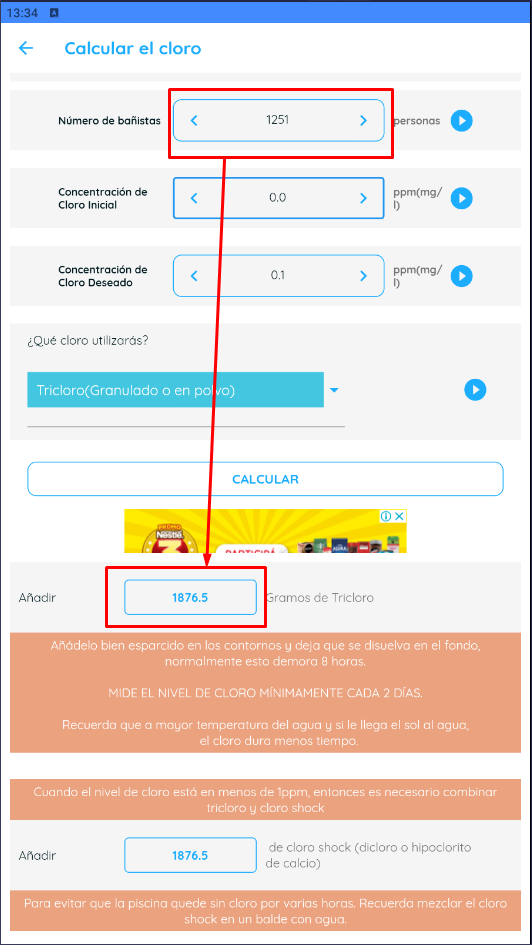 13:34 A
Calcular el cloro
Número de bañistas
1251
personas
Concentración de
Cloro Inicial
0.0
ppm(mg/
l)
Concentración de
Cloro Deseado
0.1
ppm(mg/
l)
¿Qué cloro utilizarás?
Tricloro(Granulado o en polvo)
CALCULAR
PROMO
Nestlé
3
PARTICIPÁ
Añadir
1876.5
Gramos de Tricloro
Añádelo bien esparcido en los contornos y deja que se disuelva en el fondo,
normalmente esto demora 8 horas.
MIDE EL NIVEL DE CLORO MÍNIMAMENTE CADA 2 DÍAS.
Recuerda que a mayor temperatura del agua y si le llega el sol al agua,
el cloro dura menos tiempo.
Cuando el nivel de cloro está en menos de 1ppm, entonces es necesario combinar
tricloro y cloro shock
Añadir
1876.5
de cloro shock (dicloro o hipoclorito
de calcio)
Para evitar que la piscina quede sin cloro por varias horas. Recuerda mezclar el cloro
shock en un balde con agua.